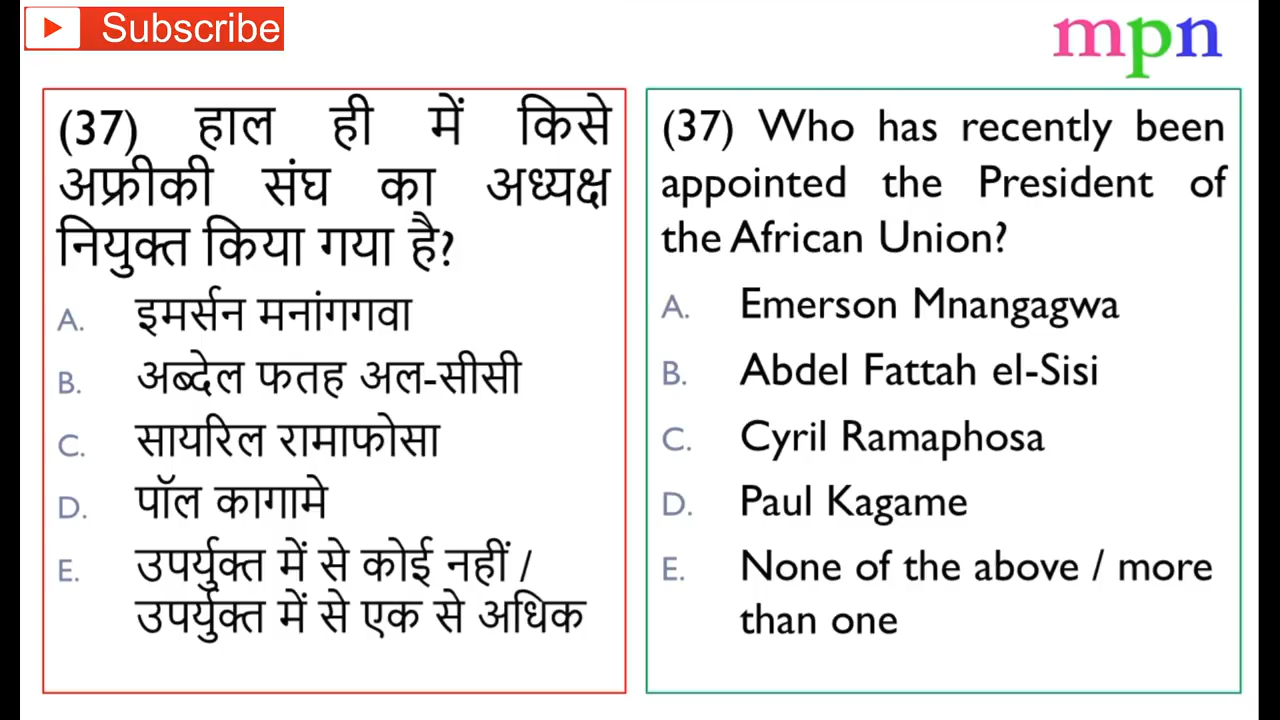 Subscribe
mpn
(37) हाल ही में किसे
अफ्रीकी संघ का अध्यक्ष
नियुक्त किया गया है?
A. इमर्सन मनांगगवा
B. अब्देल फतह अल-सीसी
C. सायरिल रामाफोसा
D. पॉल कागामे
E. उपर्युक्त में से कोई नहीं /
उपर्युक्त में से एक से अधिक
(37) Who has recently been
appointed the President of
the African Union?
A. Emerson Mnangagwa
B. Abdel Fattah el-Sisi
C. Cyril Ramaphosa
D. Paul Kagame
E. None of the above / more
than one